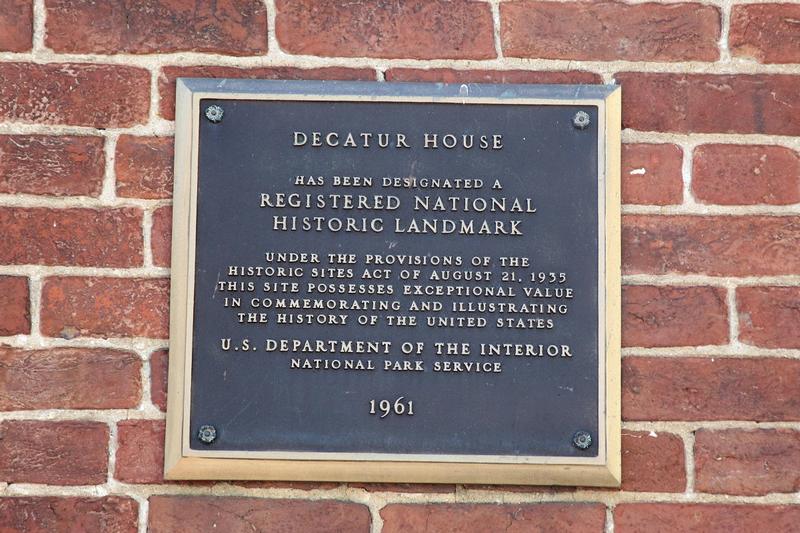 DECATUR HOUSE
HAS BEEN DESIGNATED A
REGISTERED NATIONAL
HISTORIC LANDMARK
UNDER THE PROVISIONS OF THE
HISTORIC SITES ACT OF AUGUST 21, 1935
THIS SITE POSSESSES EXCEPTIONAL VALUE
IN COMMEMORATING AND ILLUSTRATING
THE HISTORY OF THE UNITED STATES
U.S. DEPARTMENT OF THE INTERIOR
NATIONAL PARK SERVICE
1961